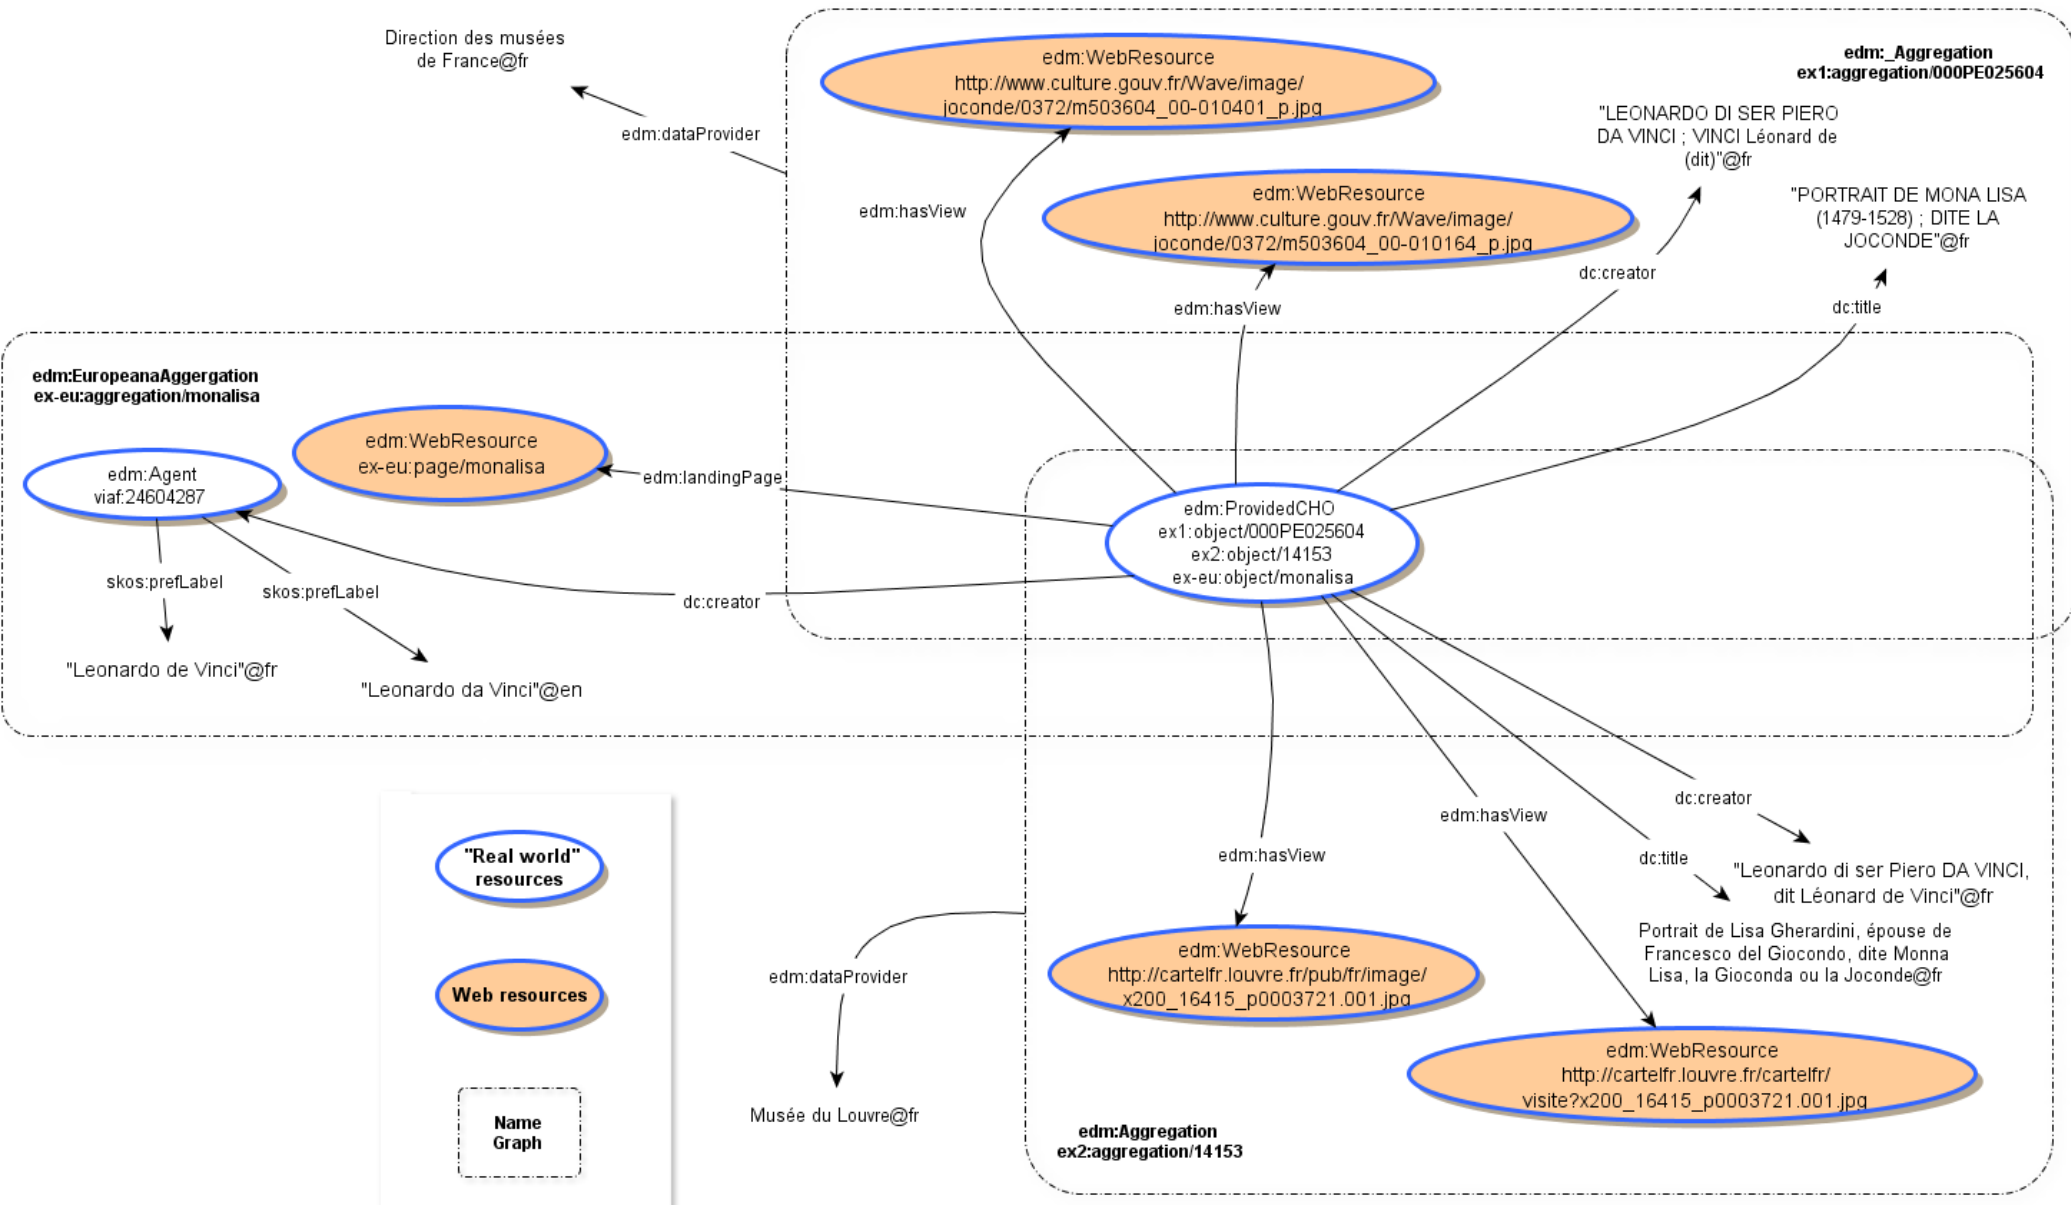 Direction des musées
de France@fr
edm:dataProvider
edm:WebResource
http://www.culture.gouv.fr/Wave/image/
joconde/0372/m503604_00-010401_p.jpg
edm:_Aggregation
ex1:aggregation/000PE025604
"LEONARDO DI SER PIERO
DA VINCI ; VINCI Léonard de
(dit)"@fr
edm:hasView
edm:WebResource
http://www.culture.gouv.fr/Wave/image/
joconde/0372/m503604_00-010164_p.jpg
"PORTRAIT DE MONA LISA
(1479-1528) ; DITE LA
JOCONDE"@fr
dc:creator
edm:hasView
dc:title
edm:EuropeanaAggergation
ex-eu:aggregation/monalisa
edm:WebResource
ex-eu:page/monalisa
edm:Agent
viaf:24604287
edm:landingPage
edm:ProvidedCHO
ex1:object/000PE025604
ex2:object/14153
ex-eu:object/monalisa
skos:prefLabel
skos:prefLabel
dc:creator
"Leonardo de Vinci"@fr
"Leonardo da Vinci"@en
"Real world"
resources
Web resources
Name
Graph
edm:hasView
edm:hasView
dc:creator
dc:title
"Leonardo di ser Piero DA VINCI,
dit Léonard de Vinci"@fr
Portrait de Lisa Gherardini, épouse de
Francesco del Giocondo, dite Monna
Lisa, la Gioconda ou la Joconde@fr
edm:dataProvider
Musée du Louvre@fr
edm:WebResource
http://cartelfr.louvre.fr/pub/fr/image/
x200_16415_p0003721.001.jpg
edm:WebResource
http://cartelfr.louvre.fr/cartelfr/
visite?x200_16415_p0003721.001.jpg
edm:Aggregation
ex2:aggregation/14153